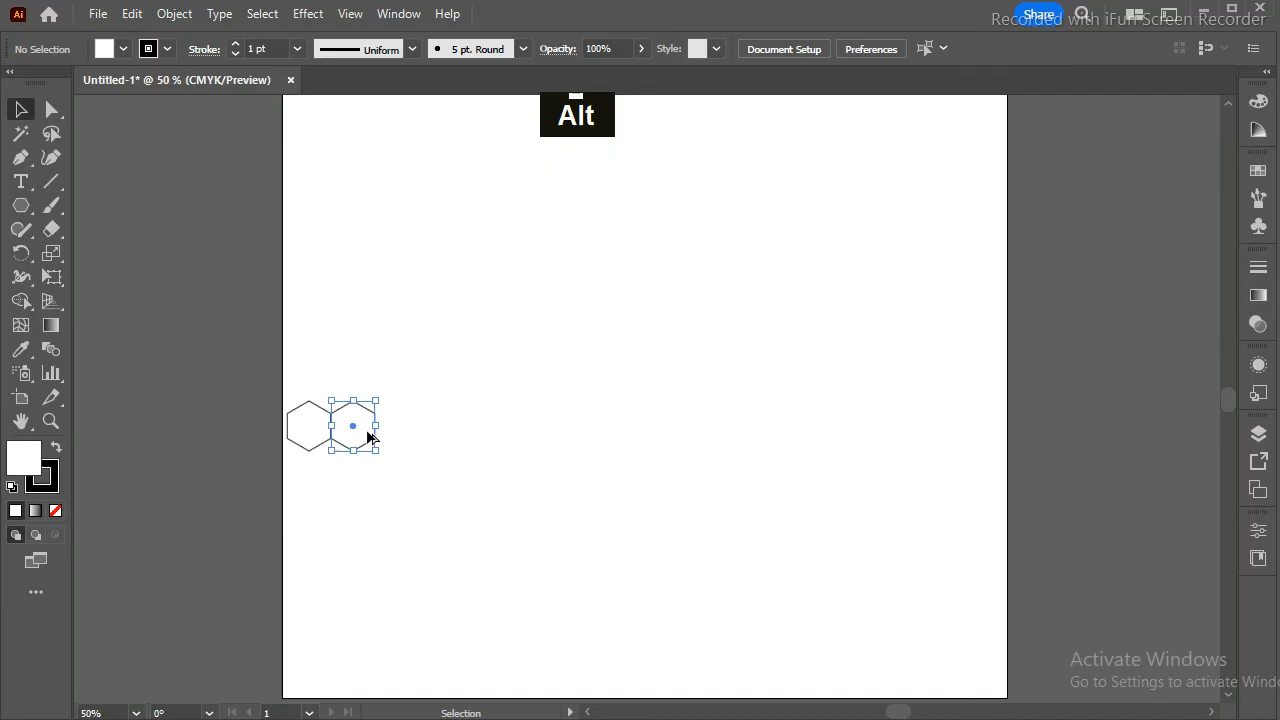 Ai File Edit Object Type Select Effect View Window Help Share
Recorded with iFun Screen Recorder
No Selection Stroke: 1 pt Uniform 5 pt. Round Opacity: 100% Style: Document Setup Preferences
Untitled-1* @ 50 % (CMYK/Preview)
Alt
Activate Windows
Go to Settings to activate Windo
50% 0° 1 Selection